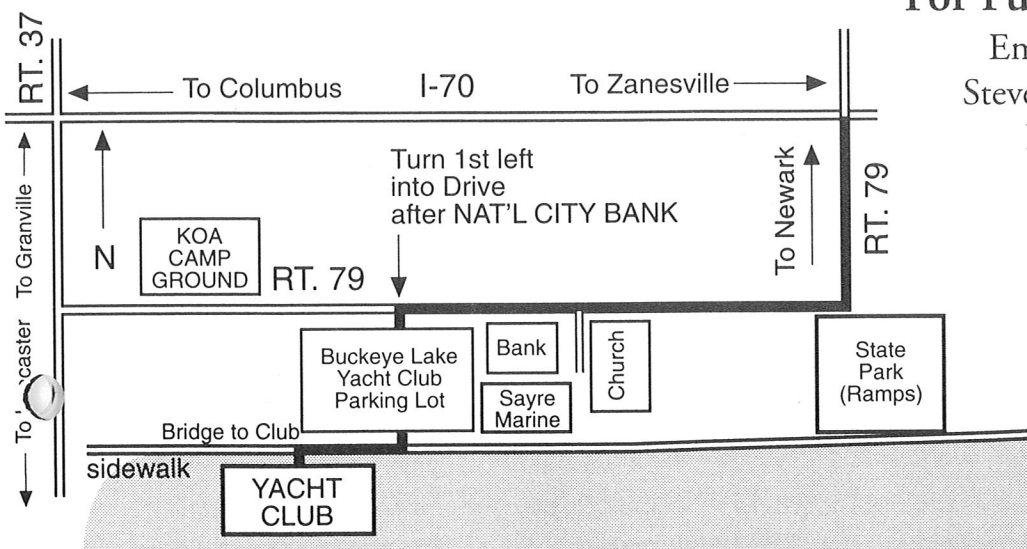 RT. 37
To Columbus
I-70
To Zanesville
To Granville
N
KOA
CAMP
GROUND
RT. 79
Turn 1st left
into Drive
after NAT'L CITY BANK
To Newark
RT. 79
Buckeye Lake
Yacht Club
Parking Lot
Bank
Sayre
Marine
Church
State
Park
(Ramps)
To
Bridge to Club
sidewalk
YACHT
CLUB